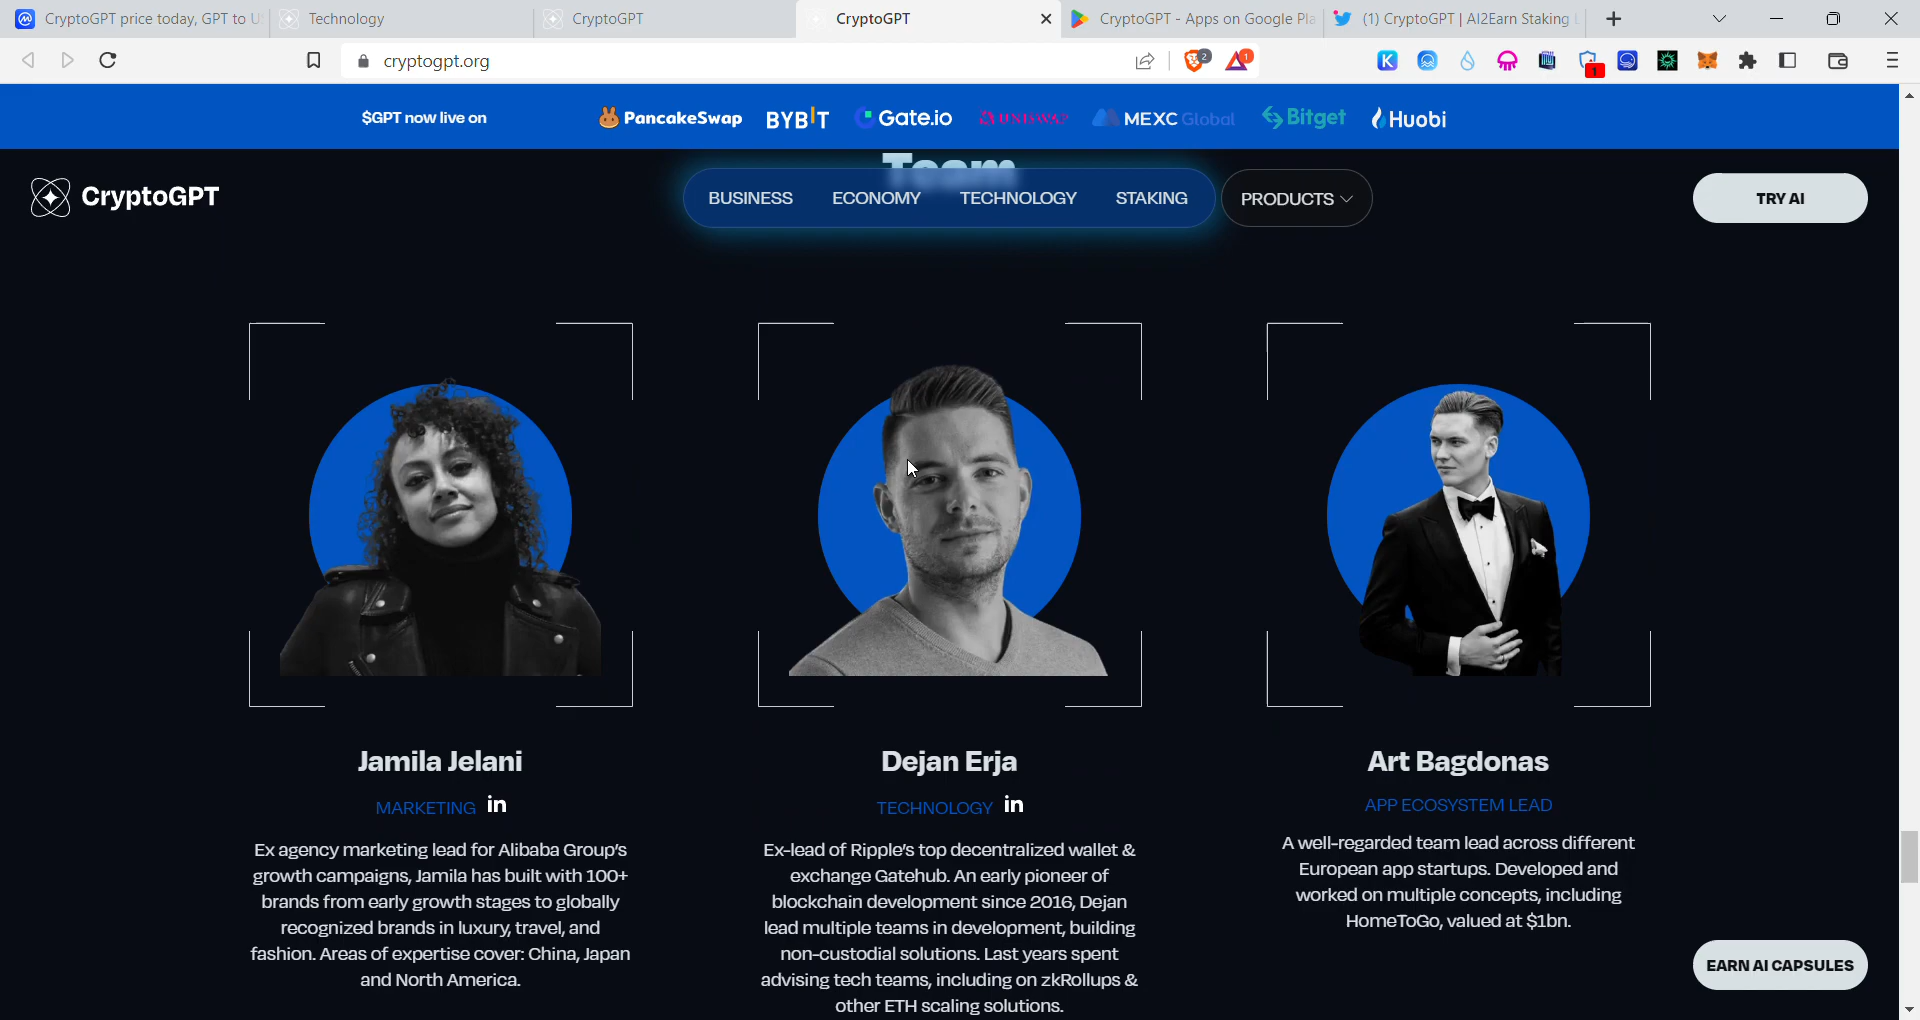 CryptoGPT price today, GPT to U
Technology
CryptoGPT
CryptoGPT
CryptoGPT - Apps on Google Pla
(1) CryptoGPT | AI2Earn Staking
cryptogpt.org
2
1
1
$GPT now live on
PancakeSwap
BYBIT
Gate.io
UNISWAP
MEXC Global
Bitget
Huobi
Team
CryptoGPT
BUSINESS
ECONOMY
TECHNOLOGY
STAKING
PRODUCTS
TRY AI
Jamila Jelani
MARKETING in
Ex agency marketing lead for Alibaba Group's
growth campaigns, Jamila has built with 100+
brands from early growth stages to globally
recognized brands in luxury, travel, and
fashion. Areas of expertise cover: China, Japan
and North America.
Dejan Erja
TECHNOLOGY in
Ex-lead of Ripple's top decentralized wallet &
exchange Gatehub. An early pioneer of
blockchain development since 2016, Dejan
lead multiple teams in development, building
non-custodial solutions. Last years spent
advising tech teams, including on zkRollups &
other ETH scaling solutions.
Art Bagdonas
APP ECOSYSTEM LEAD
A well-regarded team lead across different
European app startups. Developed and
worked on multiple concepts, including
HomeToGo, valued at $1bn.
EARN AI CAPSULES